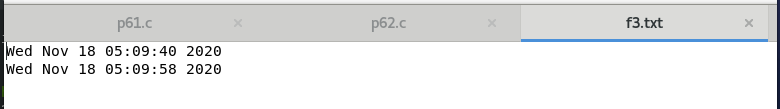 p61.c × p62.c × f3.txt ×
Wed Nov 18 05:09:40 2020
Wed Nov 18 05:09:58 2020